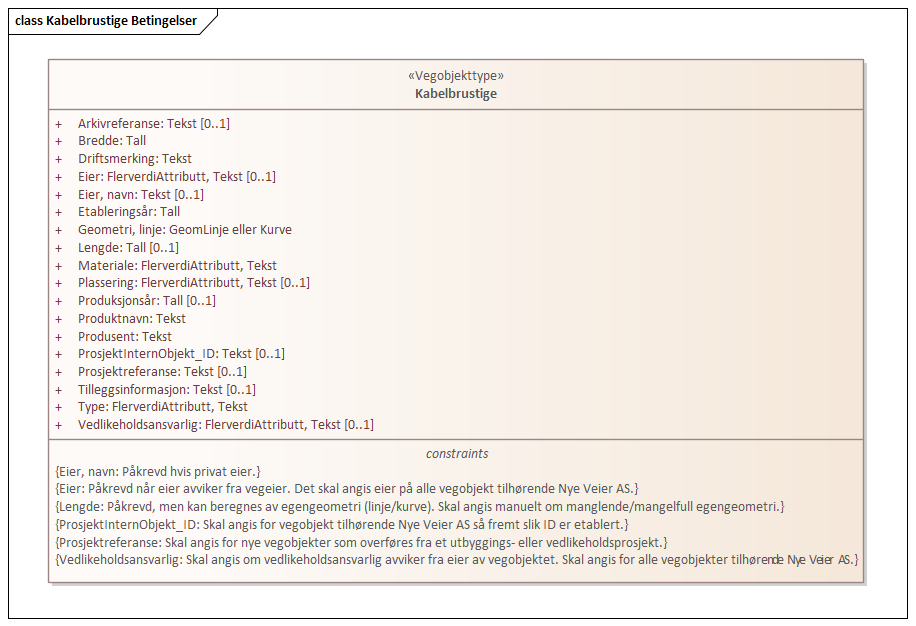 class Kabelbrustige Betingelser
«Vegobjekttype»
Kabelbrustige
+ Arkivreferanse: Tekst [0..1]
+ Bredde: Tall
+ Driftsmerking: Tekst
+ Eier: FlerverdiAttributt, Tekst [0..1]
+ Eier, navn: Tekst [0..1]
+ Etableringsår: Tall
+ Geometri, linje: GeomLinje eller Kurve
+ Lengde: Tall [0..1]
+ Materiale: FlerverdiAttributt, Tekst
+ Plassering: FlerverdiAttributt, Tekst [0..1]
+ Produksjonsår: Tall [0..1]
+ Produktnavn: Tekst
+ Produsent: Tekst
+ ProsjektInternObjekt_ID: Tekst [0..1]
+ Prosjektreferanse: Tekst [0..1]
+ Tilleggsinformasjon: Tekst [0..1]
+ Type: FlerverdiAttributt, Tekst
+ Vedlikeholdsansvarlig: FlerverdiAttributt, Tekst [0..1]
constraints
{Eier, navn: Påkrevd hvis privat eier.}
{Eier: Påkrevd når eier avviker fra vegeier. Det skal angis eier på alle vegobjekt tilhørende Nye Veier AS.}
{Lengde: Påkrevd, men kan beregnes av egengeometri (linje/kurve). Skal angis manuelt om manglende/mangelfull egengeometri.}
{ProsjektInternObjekt_ID: Skal angis for vegobjekt tilhørende Nye Veier AS så fremt slik ID er etablert.}
{Prosjektreferanse: Skal angis for nye vegobjekter som overføres fra et utbyggings- eller vedlikeholdsprosjekt.}
{Vedlikeholdsansvarlig: Skal angis om vedlikeholdsansvarlig avviker fra eier av vegobjektet. Skal angis for alle vegobjekter tilhørende Nye Veier AS.}